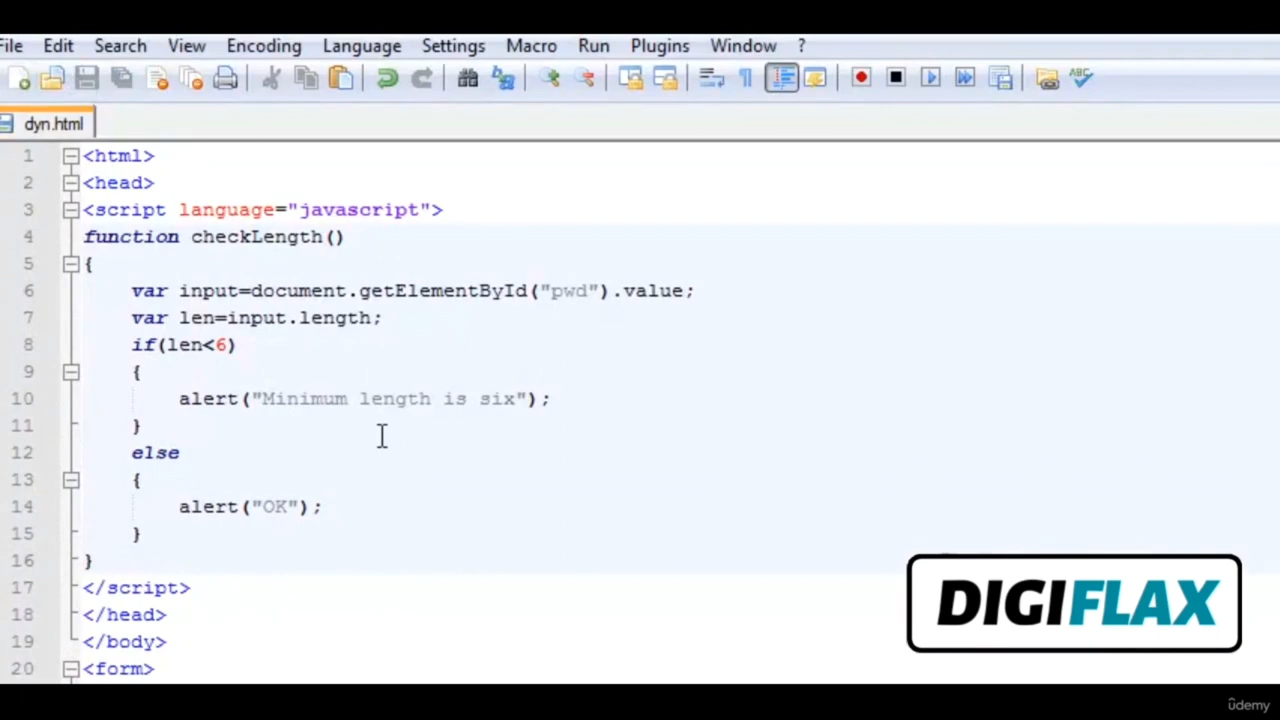 File Edit Search View Encoding Language Settings Macro Run Plugins Window ?
ABC
dyn.html
1 <html>
2 <head>
3 <script language="javascript">
4 function checkLength()
5 {
6 var input=document.getElementById("pwd").value;
7 var len=input.length;
8 if(len<6)
9 {
10 alert("Minimum length is six");
11 }
12 else
13 {
14 alert("OK");
15 }
16 }
17 </script>
18 </head>
19 </body>
20 <form>
DIGIFLAX
ûdemy